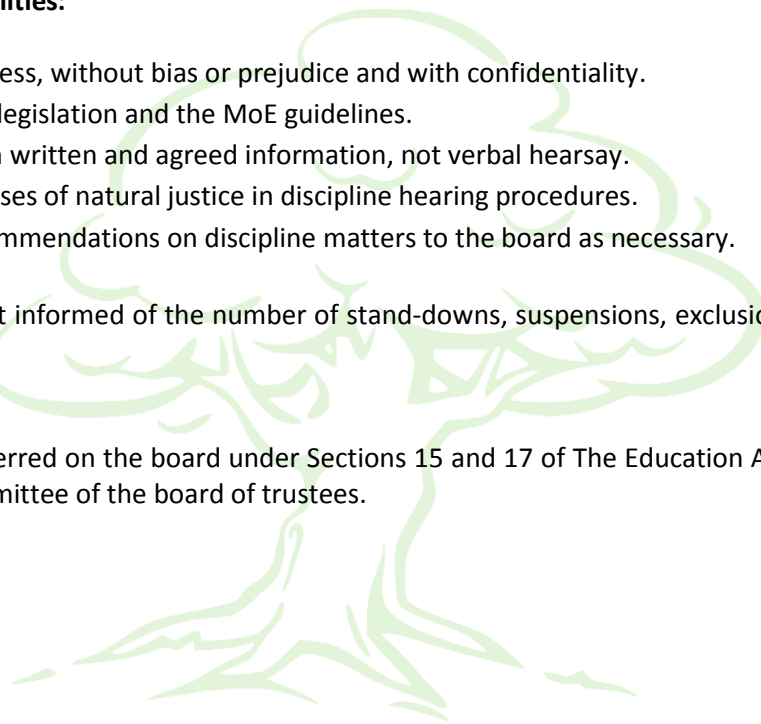 ities:
ess, without bias or prejudice and with confidentiality.
legislation and the MoE guidelines.
written and agreed information, not verbal hearsay.
ses of natural justice in discipline hearing procedures.
mmendations on discipline matters to the board as necessary.
t informed of the number of stand-downs, suspensions, exclusio
erred on the board under Sections 15 and 17 of The Education A
mittee of the board of trustees.